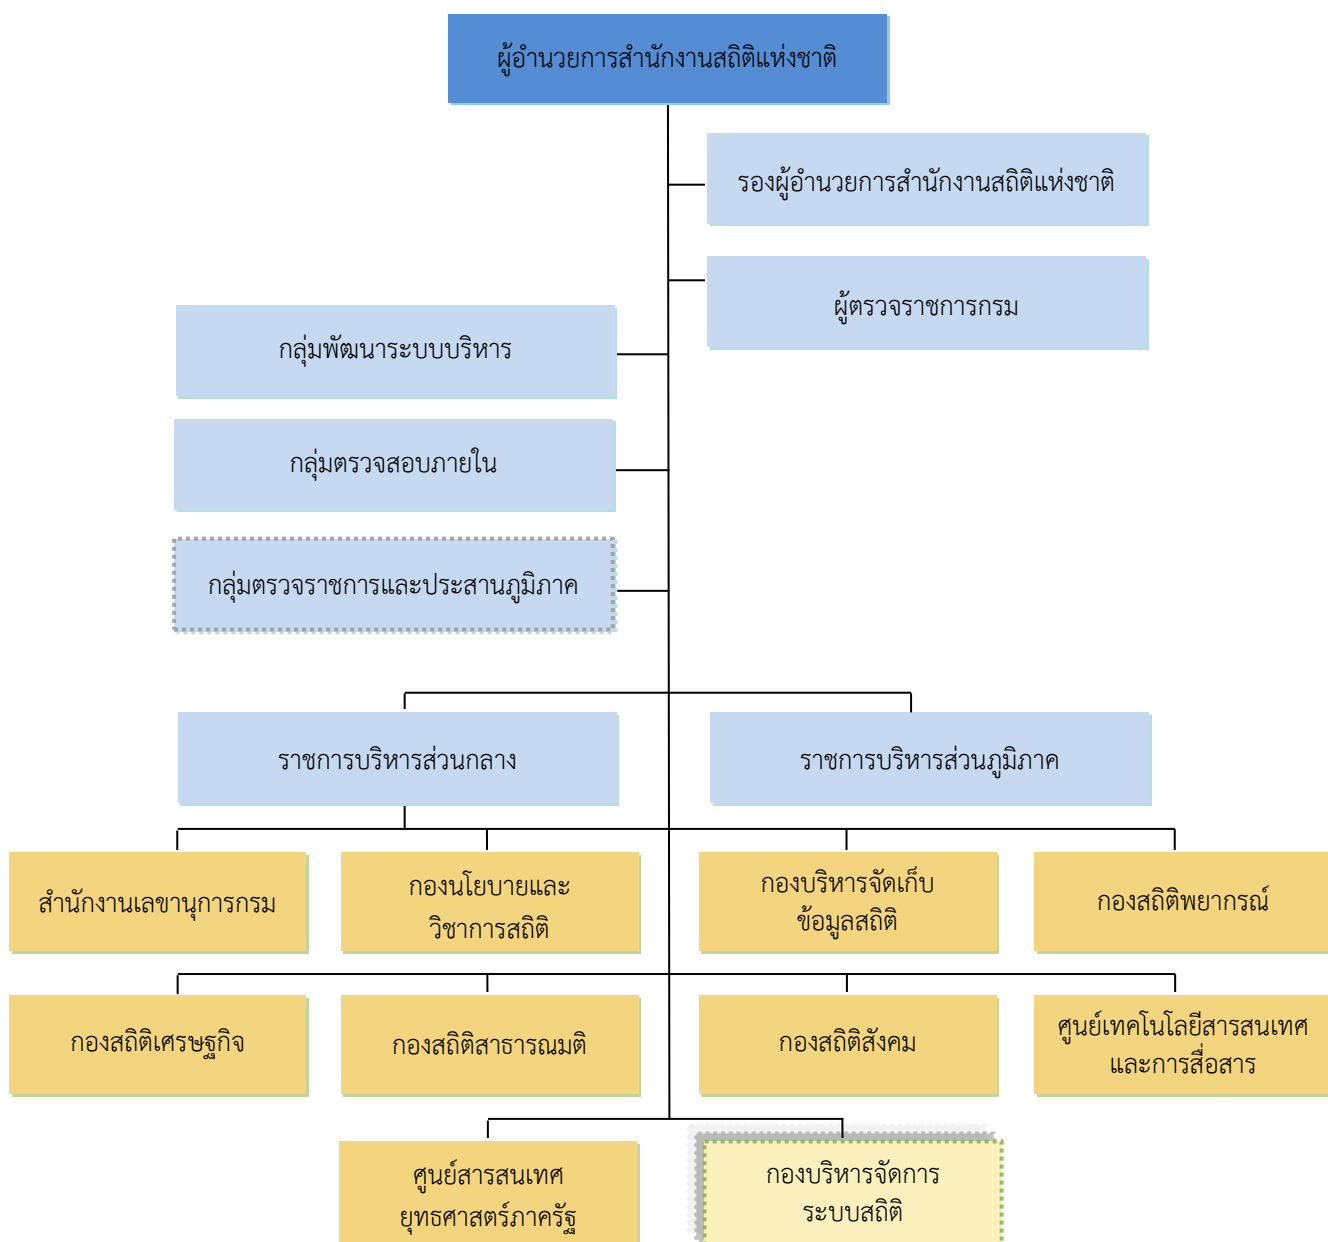 ผู้อำนวยการสำนักงานสถิติแห่งชาติ
รองผู้อำนวยการสำนักงานสถิติแห่งชาติ
ผู้ตรวจราชการกรม
กลุ่มพัฒนาระบบบริหาร
กลุ่มตรวจสอบภายใน
กลุ่มตรวจราชการและประสานภูมิภาค
ราชการบริหารส่วนกลาง
ราชการบริหารส่วนภูมิภาค
สำนักงานเลขานุการกรม
กองนโยบายและ
วิชาการสถิติ
กองบริหารจัดเก็บ
ข้อมูลสถิติ
กองสถิติพยากรณ์
กองสถิติเศรษฐกิจ
กองสถิติสาธารณมติ
กองสถิติสังคม
ศูนย์เทคโนโลยีสารสนเทศ
และการสื่อสาร
ศูนย์สารสนเทศ
ยุทธศาสตร์ภาครัฐ
กองบริหารจัดการ
ระบบสถิติ